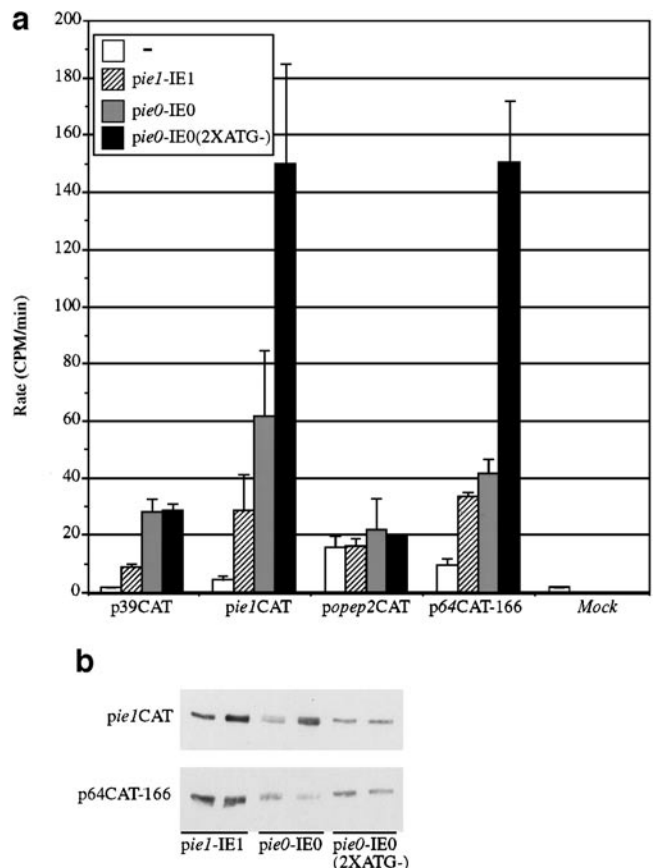 a
200
180
160
140
120
100
80
60
40
20
0
Rate (CPM/min)
-
pie1-IE1
pie0-IE0
pie0-IE0(2XATG-)
p39CAT pie1CAT popep2CAT p64CAT-166 Mock
b
pie1CAT
p64CAT-166
pie1-IE1 pie0-IE0 pie0-IE0
(2XATG-)